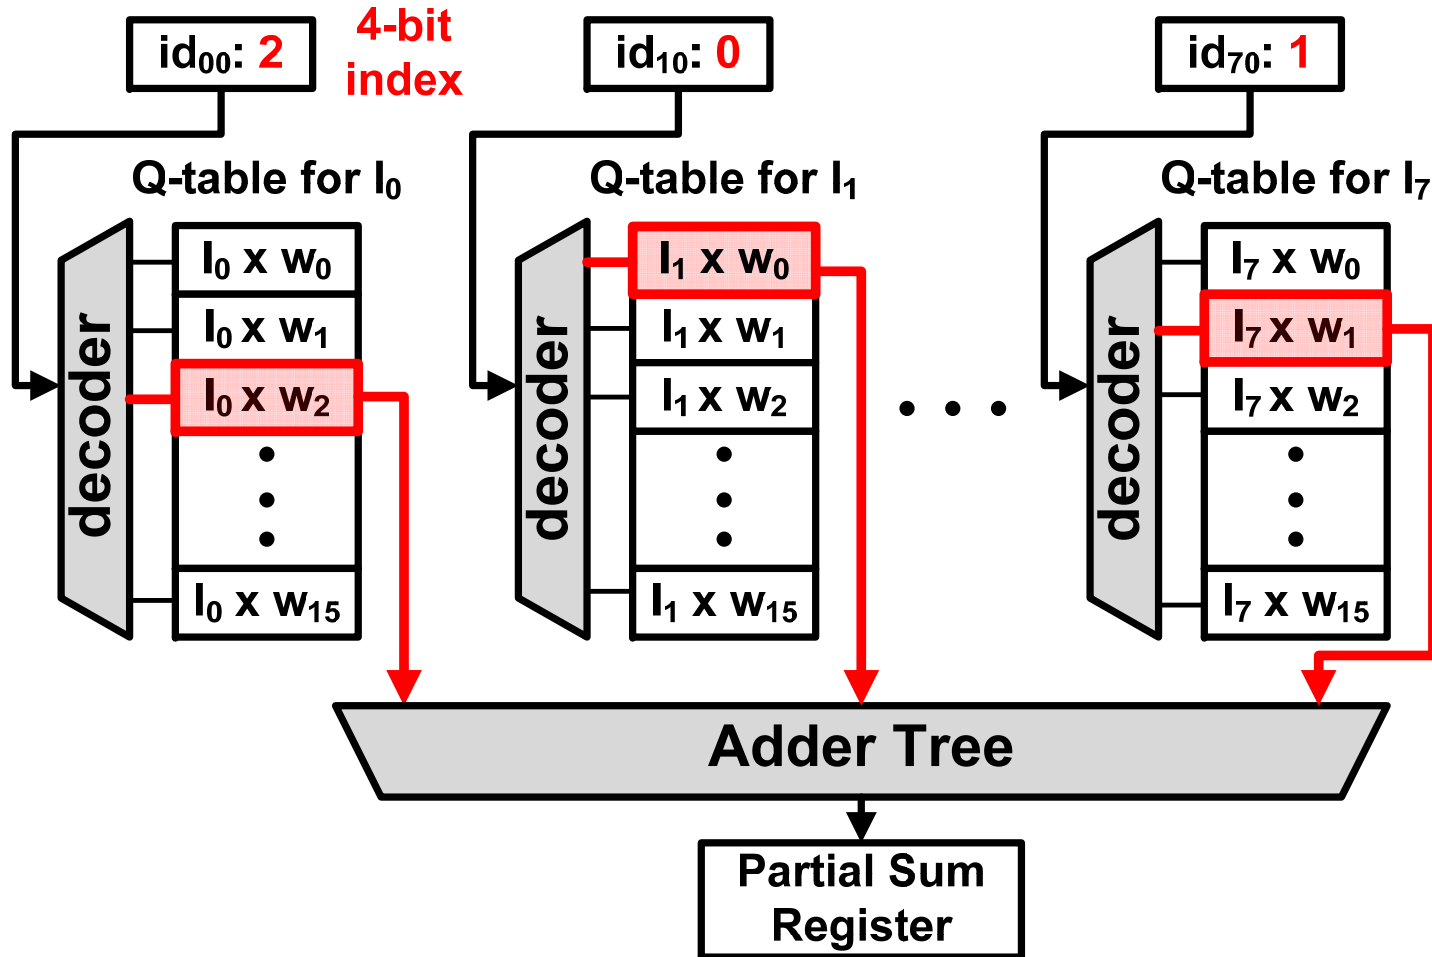 id₀₀: 2
4-bit
index
id₁₀: 0
id₇₀: 1
Q-table for I₀
Q-table for I₁
Q-table for I₇
decoder
I₀ x w₀
I₀ x w₁
I₀ x w₂
I₀ x w₁₅
decoder
I₁ x w₀
I₁ x w₁
I₁ x w₂
I₁ x w₁₅
decoder
I₇ x w₀
I₇ x w₁
I₇ x w₂
I₇ x w₁₅
Adder Tree
Partial Sum
Register